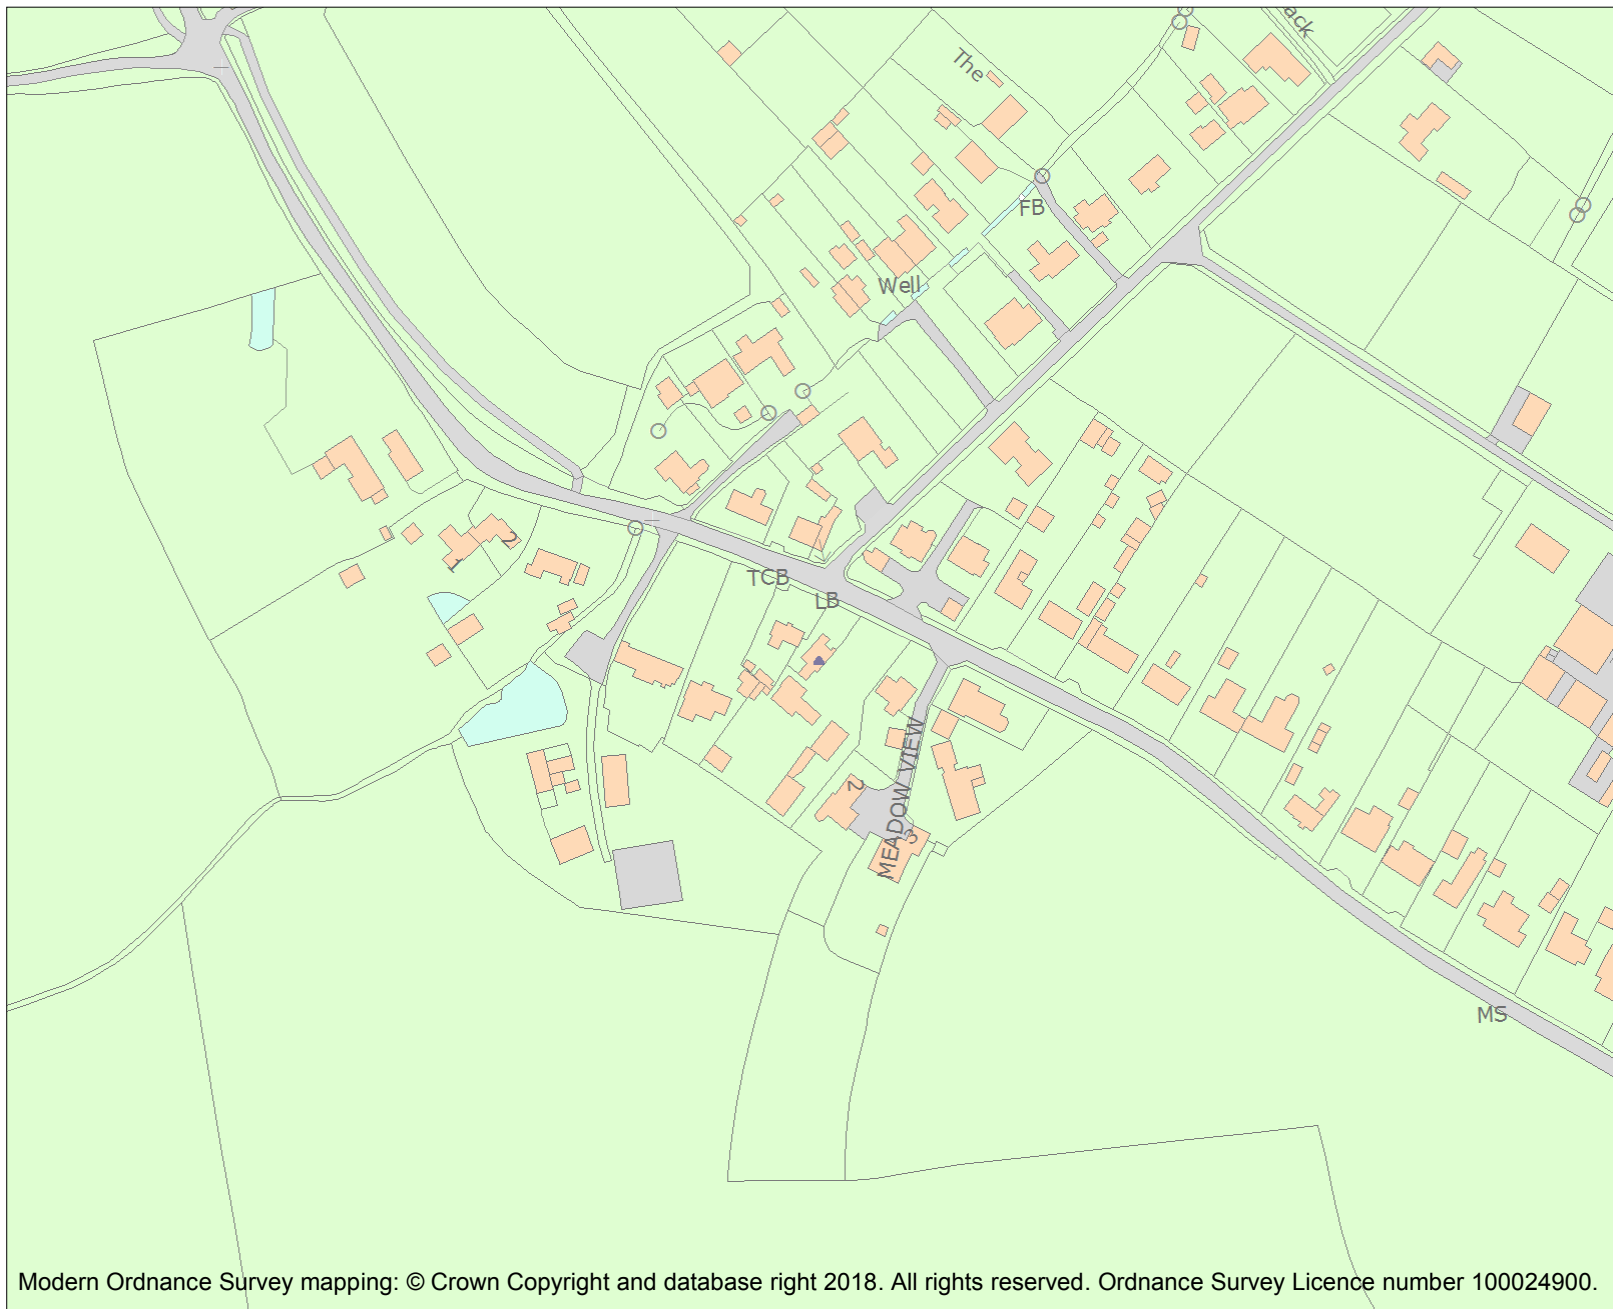 ack
The
FB
Well
2
1
TCB
LB
MEADOW VIEW
2
3
MS
Modern Ordnance Survey mapping: © Crown Copyright and database right 2018. All rights reserved. Ordnance Survey Licence number 100024900.